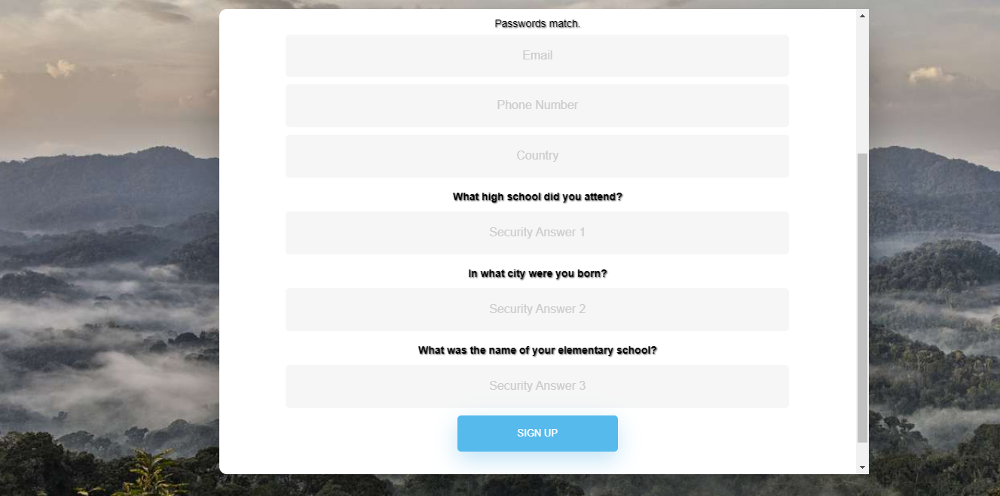 Passwords match.
Email
Phone Number
Country
What high school did you attend?
Security Answer 1
In what city were you born?
Security Answer 2
What was the name of your elementary school?
Security Answer 3
SIGN UP